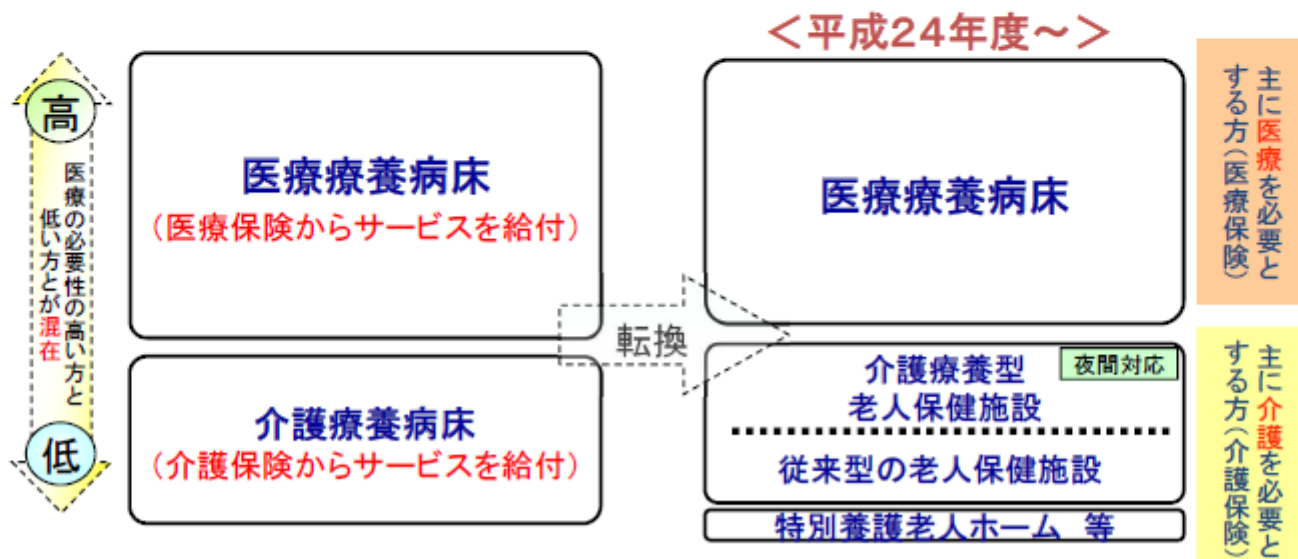 <平成24年度~>
高
医療の必要性の高い方と
低い方とが混在
低
医療療養病床
(医療保険からサービスを給付)
介護療養病床
(介護保険からサービスを給付)
転換
医療療養病床
介護療養型
老人保健施設
夜間対応
従来型の老人保健施設
特別養護老人ホーム 等
主に医療を必要と
する方(医療保険)
主に介護を必要と
する方(介護保険)